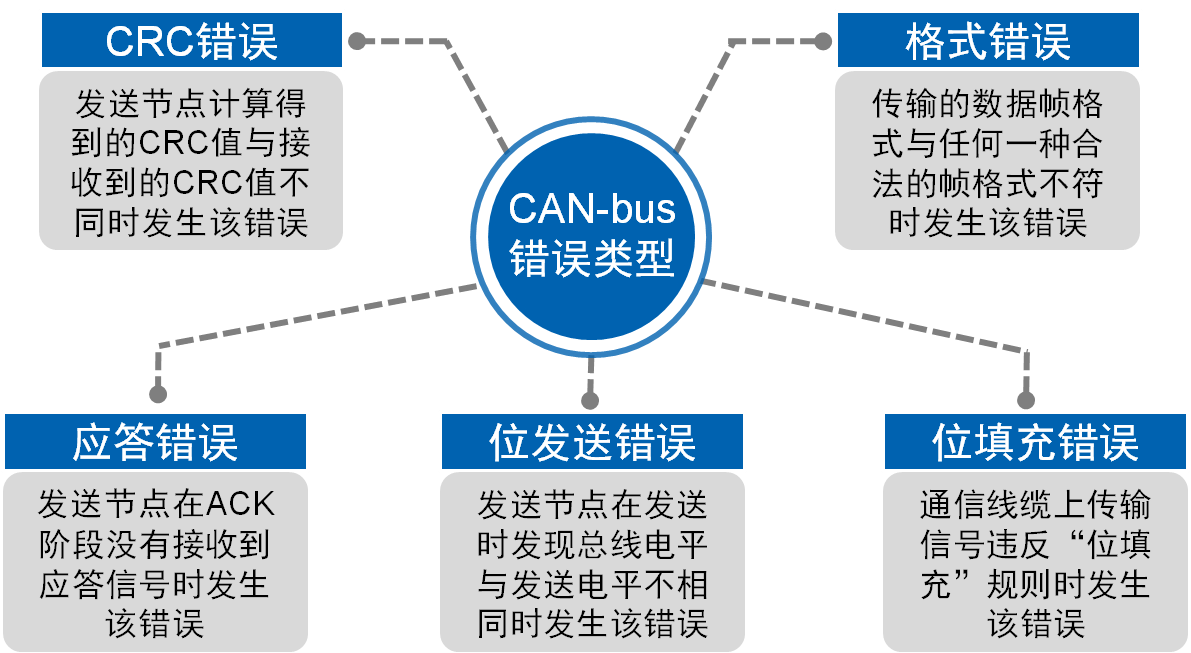 CRC错误
发送节点计算得
到的CRC值与接
收到的CRC值不
同时发生该错误
格式错误
传输的数据帧格
式与任何一种合
法的帧格式不符
时发生该错误
CAN-bus
错误类型
应答错误
发送节点在ACK
阶段没有接收到
应答信号时发生
该错误
位发送错误
发送节点在发送
时发现总线电平
与发送电平不相
同时发生该错误
位填充错误
通信线缆上传输
信号违反“位填
充”规则时发生
该错误